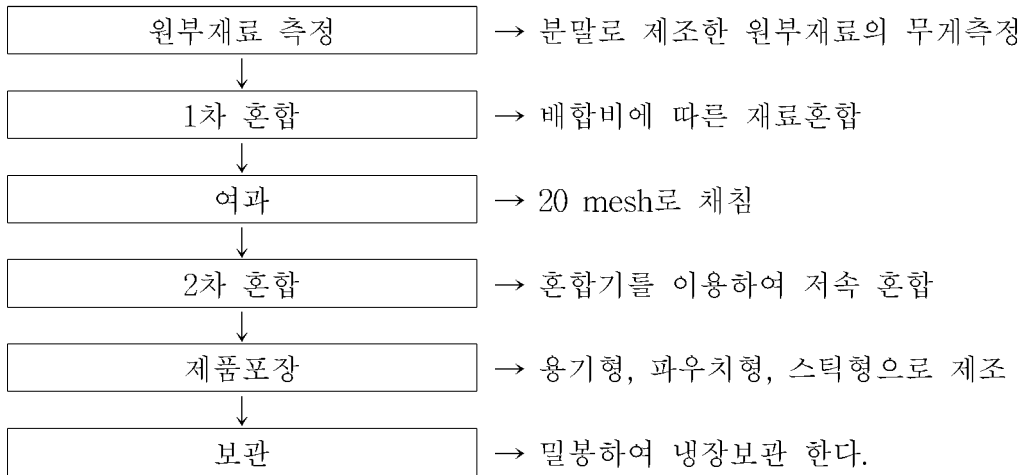 원부재료 측정 → 분말로 제조한 원부재료의 무게측정
↓
1차 혼합 → 배합비에 따른 재료혼합
↓
여과 → 20 mesh로 채침
↓
2차 혼합 → 혼합기를 이용하여 저속 혼합
↓
제품포장 → 용기형, 파우치형, 스틱형으로 제조
↓
보관 → 밀봉하여 냉장보관 한다.